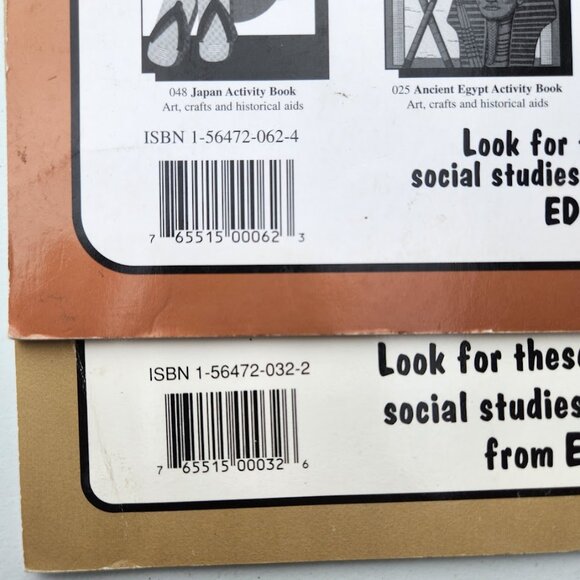 048 Japan Activity Book
Art, crafts and historical aids
025 Ancient Egypt Activity Book
Art, crafts and historical aids
ISBN 1-56472-062-4
7 65515 00062 3
Look for
social studies
ED
ISBN 1-56472-032-2
7 65515 00032 6
Look for these
social studies
from E